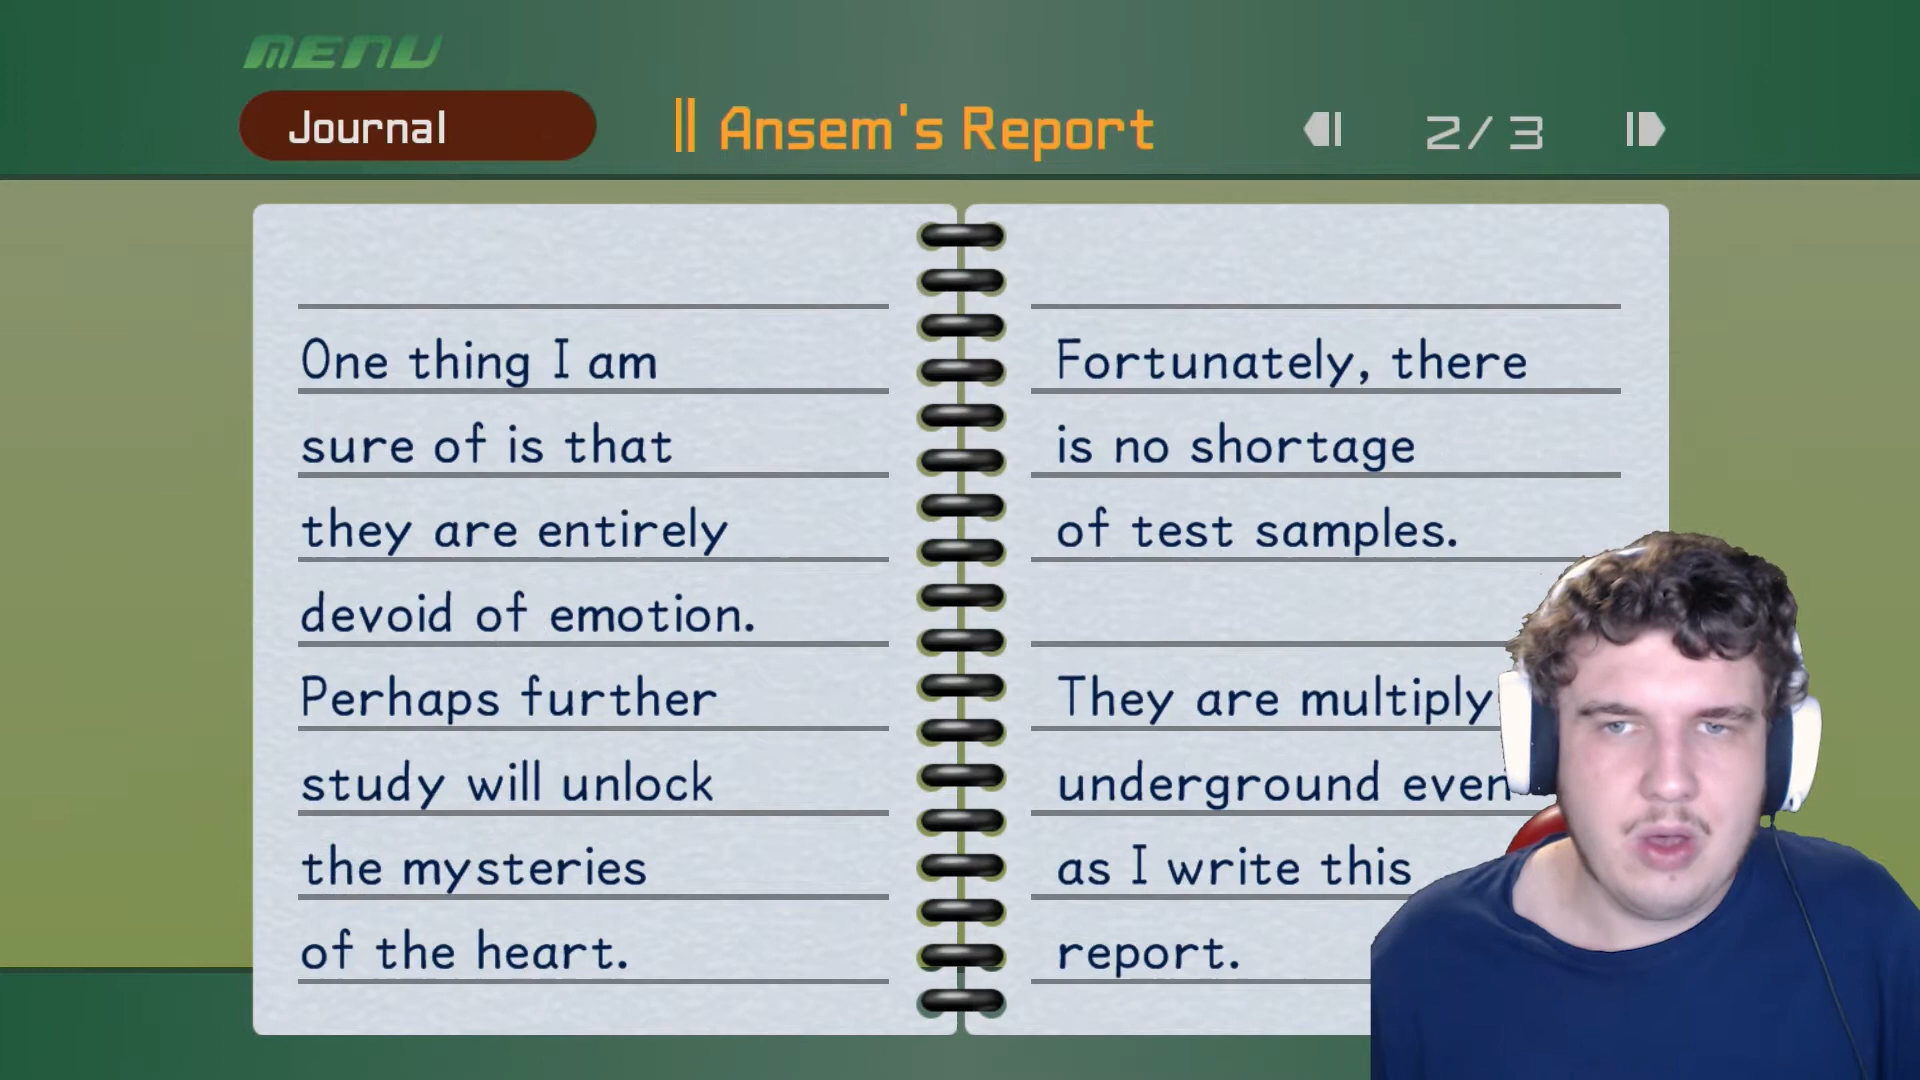 MENU
Journal
Ansem's Report
2/3
One thing I am
sure of is that
they are entirely
devoid of emotion.
Perhaps further
study will unlock
the mysteries
of the heart.
Fortunately, there
is no shortage
of test samples.
They are multiply
underground even
as I write this
report.